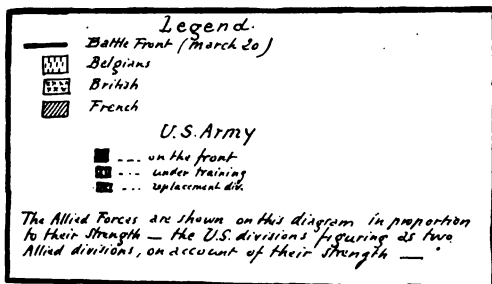 Legend.
Battle Front (March 20)
Belgians
British
French
U.S. Army
--- on the front
--- under training
--- replacement div.
The Allied Forces are shown on this diagram in proportion
to their strength — the U.S. divisions figuring as two
Allied divisions, on account of their strength —